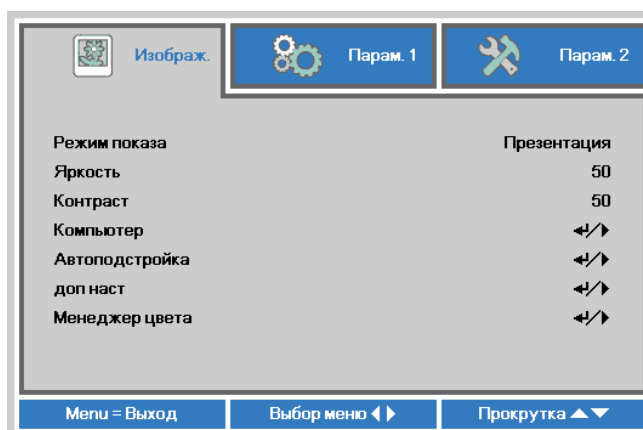 Изображ. Парам. 1 Парам. 2
Режим показа Презентация
Яркость 50
Контраст 50
Компьютер
Автоподстройка
доп наст
Менеджер цвета
Menu = Выход Выбор меню Прокрутка